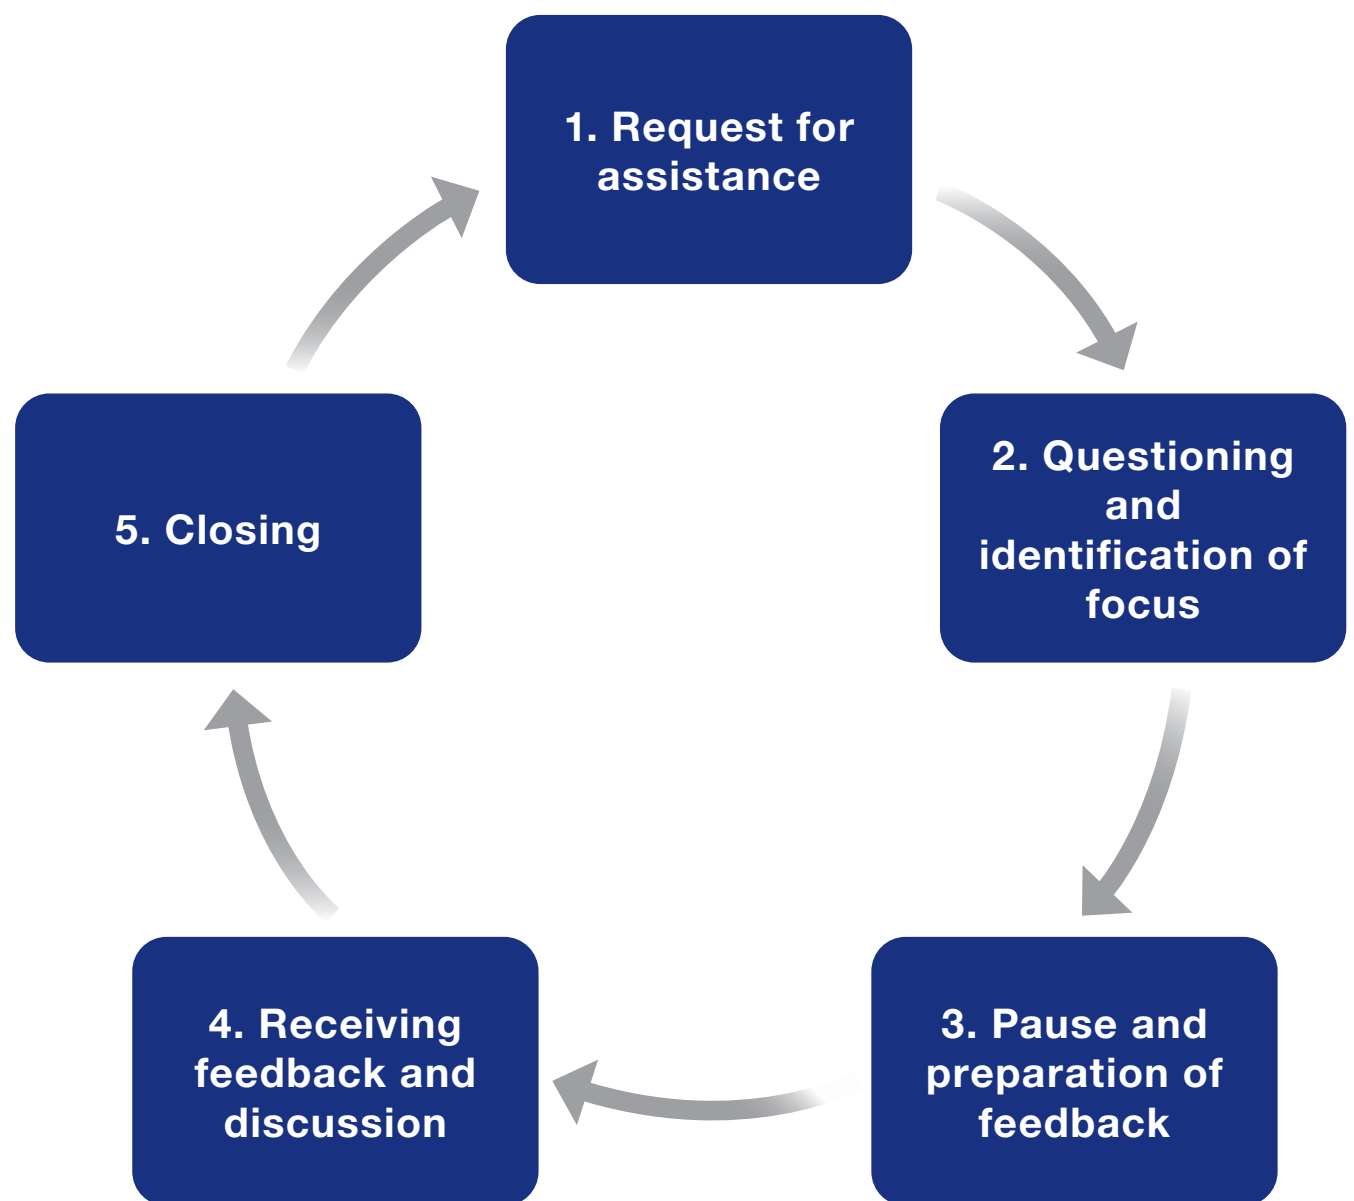 1. Request for
assistance
2. Questioning
and
identification of
focus
3. Pause and
preparation of
feedback
4. Receiving
feedback and
discussion
5. Closing